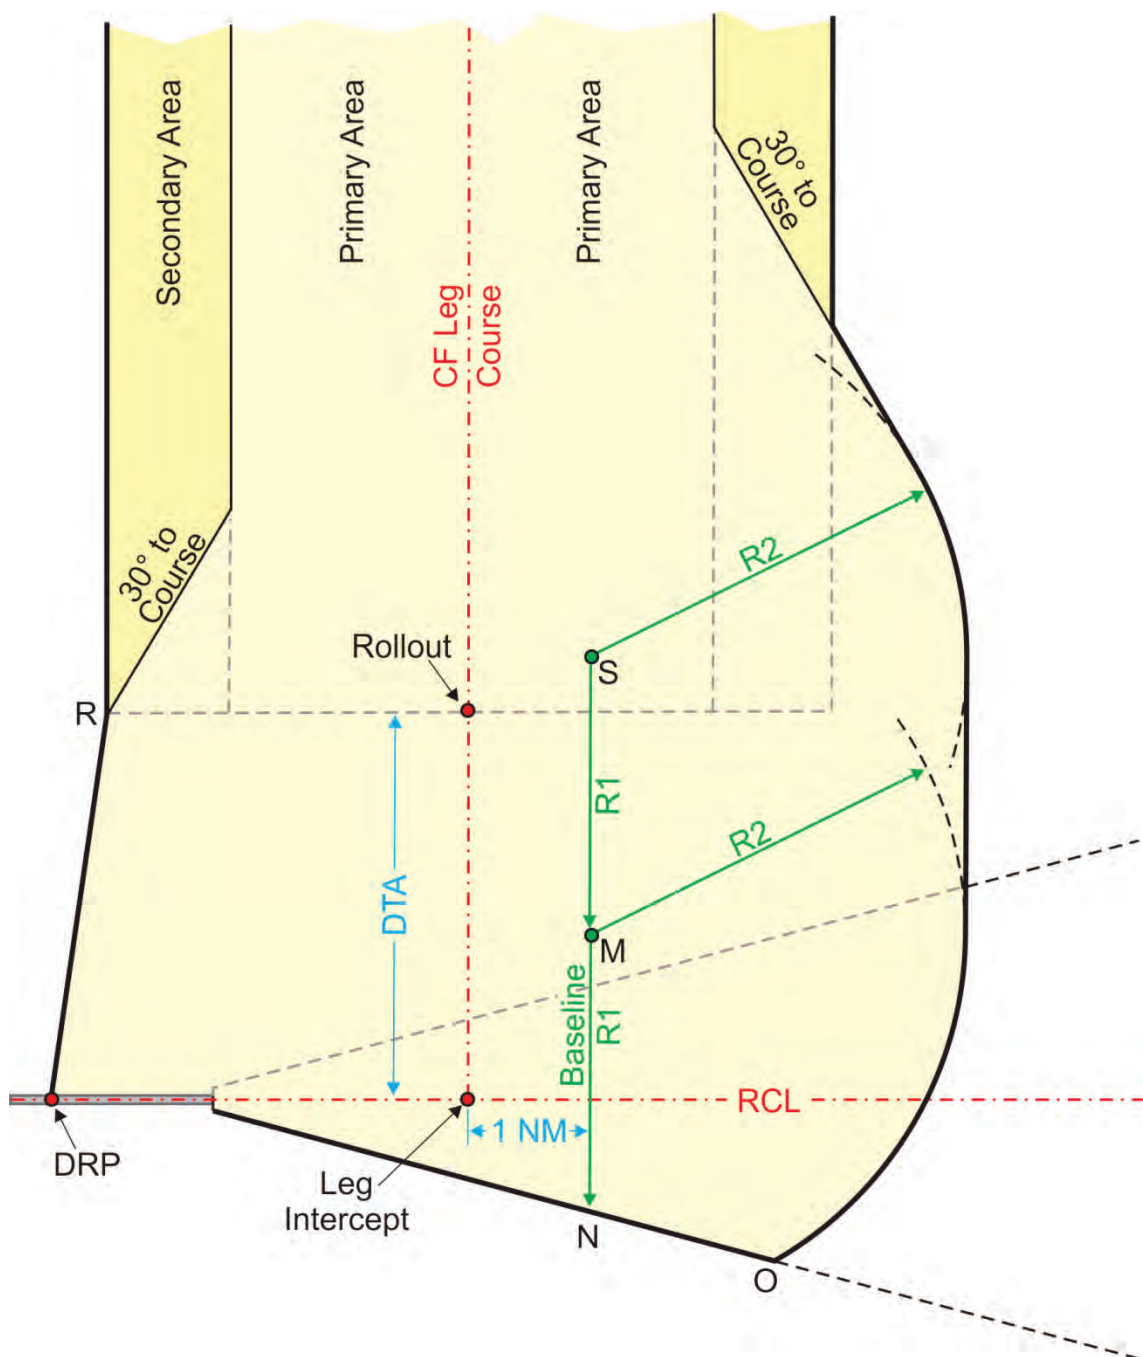 Secondary Area
Primary Area
Primary Area
30° to
Course
CF Leg
Course
30° to
Course
R2
Rollout
S
R
R1
R2
DTA
M
Baseline
R1
RCL
1 NM
DRP
Leg
Intercept
N
O